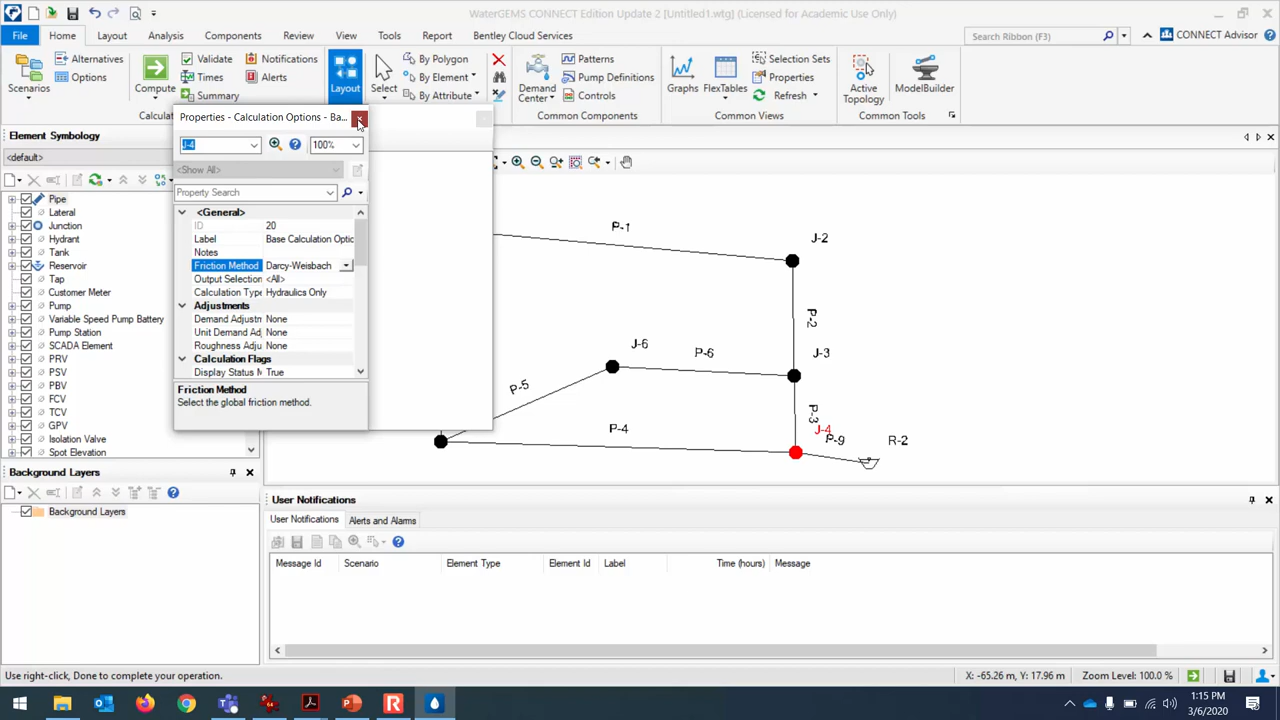 WaterGEMS CONNECT Edition Update 2 [Untitled1.wtg] (Licensed for Academic Use Only)
File Home Layout Analysis Components Review View Tools Report Bentley Cloud Services Search Ribbon (F3) CONNECT Advisor
Scenarios Alternatives Options Compute Validate Times Summary Notifications Alerts Layout Select By Polygon By Element By Attribute Demand Center Patterns Pump Definitions Controls Graphs FlexTables Selection Sets Properties Refresh Active Topology ModelBuilder
Common Components Common Views Common Tools
Properties - Calculation Options - Ba...
Element Symbology
J-4 100%
<default>
<Show All>
Property Search
Pipe
Lateral
Junction
Hydrant
Tank
Reservoir
Tap
Customer Meter
Pump
Variable Speed Pump Battery
Pump Station
SCADA Element
PRV
PSV
PBV
FCV
TCV
GPV
Isolation Valve
Spot Elevation
<General>
ID 20
Label Base Calculation Optic
Notes
Friction Method Darcy-Weisbach
Output Selection <All>
Calculation Type Hydraulics Only
Adjustments
Demand Adjustm None
Unit Demand Adj None
Roughness Adju None
Calculation Flags
Display Status M True
Friction Method
Select the global friction method.
P-1
J-2
P-2
J-6
P-6
J-3
P-5
P-3
P-4
J-4
P-9
R-2
Background Layers
Background Layers
User Notifications
User Notifications Alerts and Alarms
Message Id Scenario Element Type Element Id Label Time (hours) Message
Use right-click, Done to complete your operation. X: -65.26 m, Y: 17.96 m Zoom Level: 100.0 %
1:15 PM
3/6/2020